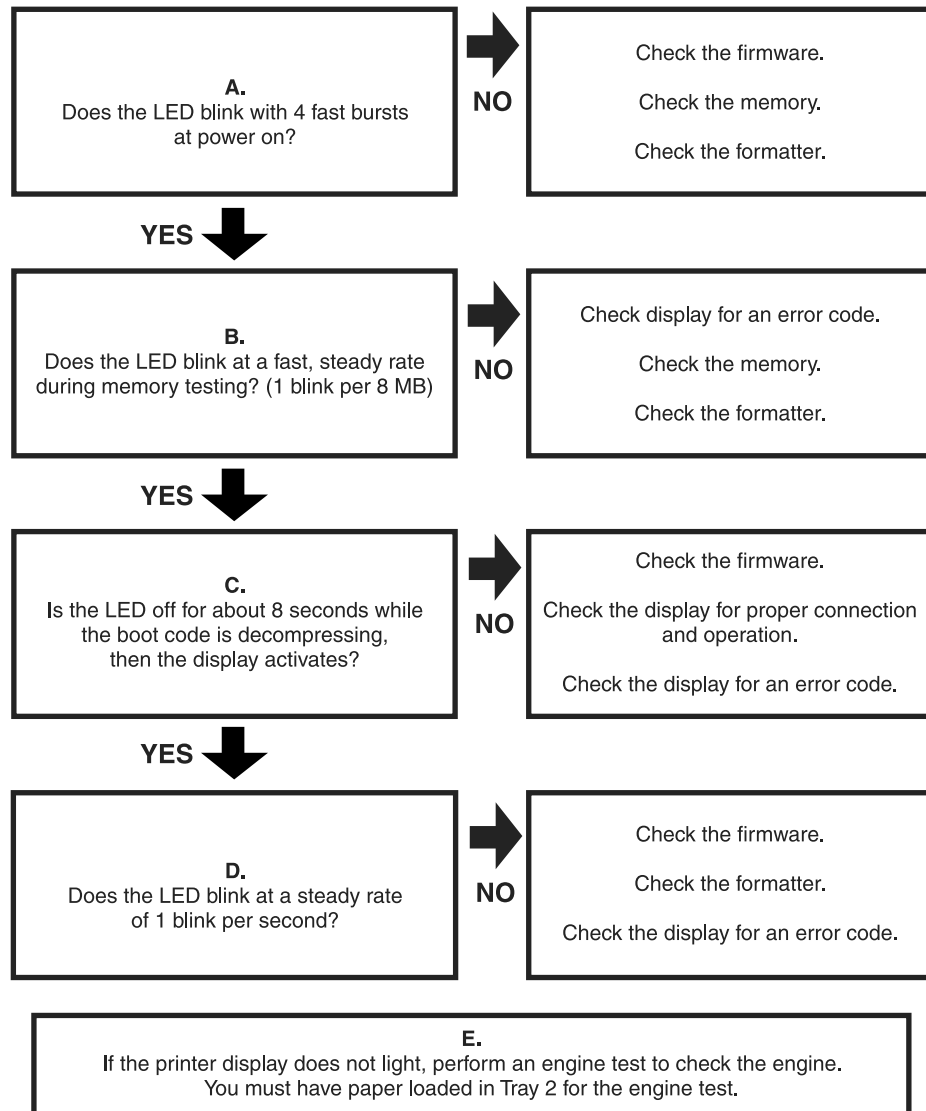 A.
Does the LED blink with 4 fast bursts
at power on?
NO
Check the firmware.
Check the memory.
Check the formatter.
YES
B.
Does the LED blink at a fast, steady rate
during memory testing? (1 blink per 8 MB)
NO
Check display for an error code.
Check the memory.
Check the formatter.
YES
C.
Is the LED off for about 8 seconds while
the boot code is decompressing,
then the display activates?
NO
Check the firmware.
Check the display for proper connection
and operation.
Check the display for an error code.
YES
D.
Does the LED blink at a steady rate
of 1 blink per second?
NO
Check the firmware.
Check the formatter.
Check the display for an error code.
E.
If the printer display does not light, perform an engine test to check the engine.
You must have paper loaded in Tray 2 for the engine test.